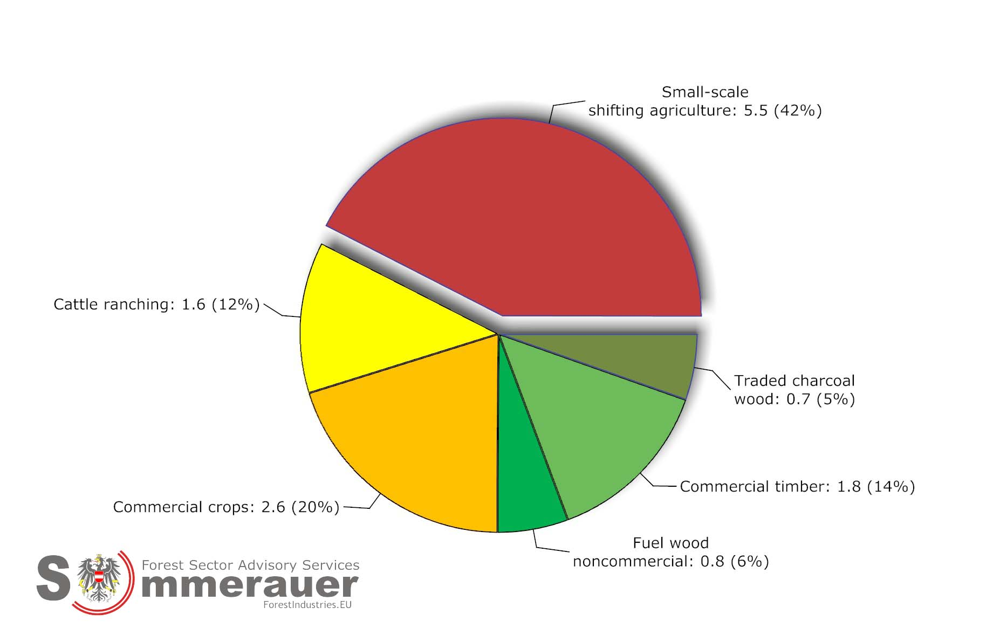 Small-scale
shifting agriculture: 5.5 (42%)
Cattle ranching: 1.6 (12%)
Traded charcoal
wood: 0.7 (5%)
Commercial timber: 1.8 (14%)
Commercial crops: 2.6 (20%)
Fuel wood
noncommercial: 0.8 (6%)
Forest Sector Advisory Services
S mmerauer
ForestIndustries.EU